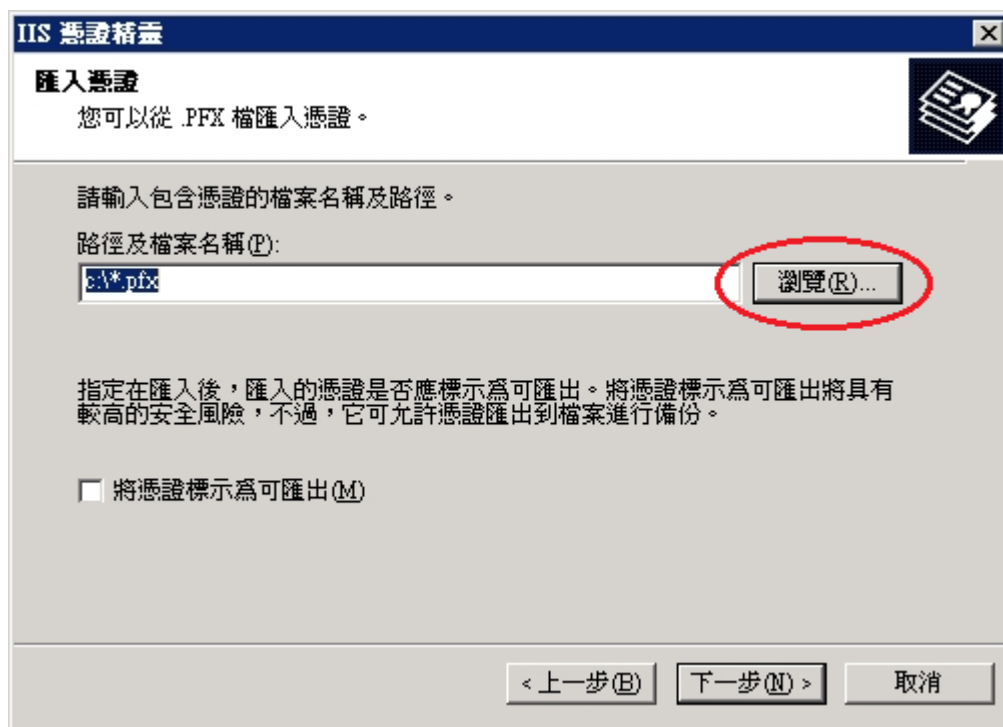 IIS 憑證精靈
匯入憑證
您可以從 .PFX 檔匯入憑證。
請輸入包含憑證的檔案名稱及路徑。
路徑及檔案名稱(P):
c:\*.pfx
瀏覽(R)...
指定在匯入後，匯入的憑證是否應標示為可匯出。將憑證標示為可匯出將具有
較高的安全風險，不過，它可允許憑證匯出到檔案進行備份。
將憑證標示為可匯出(M)
< 上一步(B)
下一步(N) >
取消